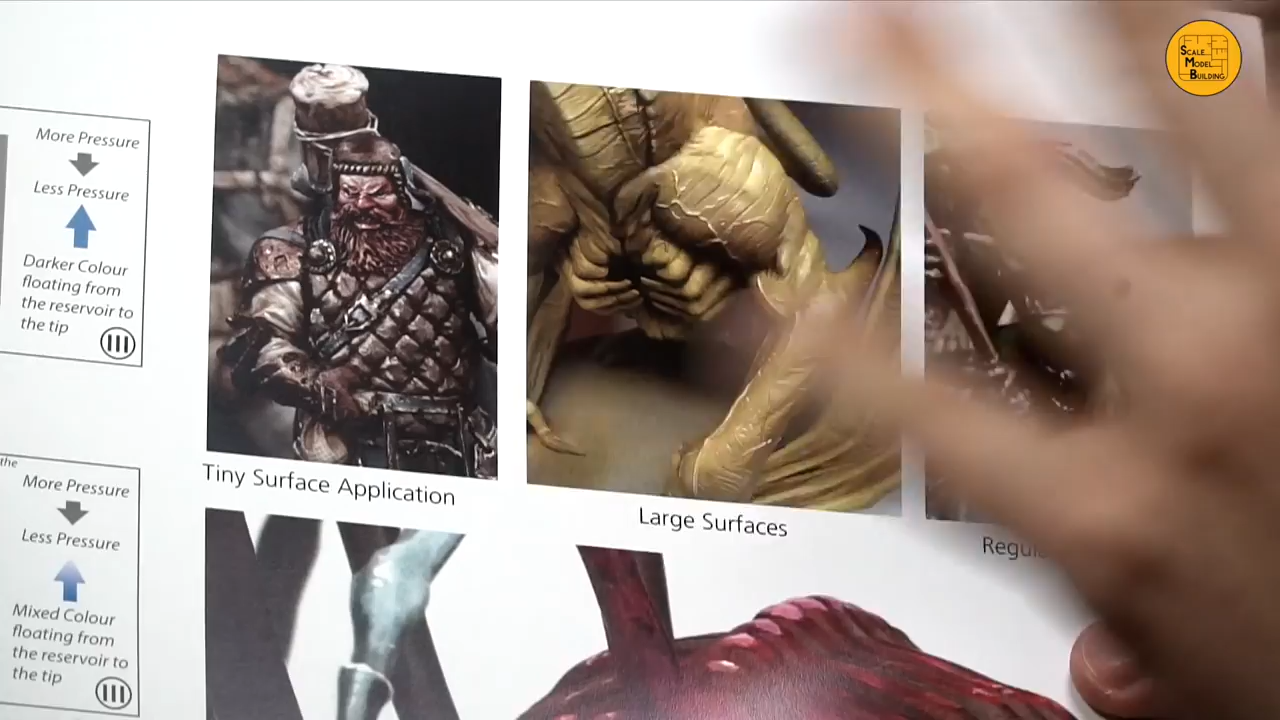 SCALE
MODEL
BUILDING
More Pressure
Less Pressure
Darker Colour
floating from
the reservoir to
the tip
Tiny Surface Application
Large Surfaces
the
More Pressure
Less Pressure
Mixed Colour
floating from
the reservoir to
the tip